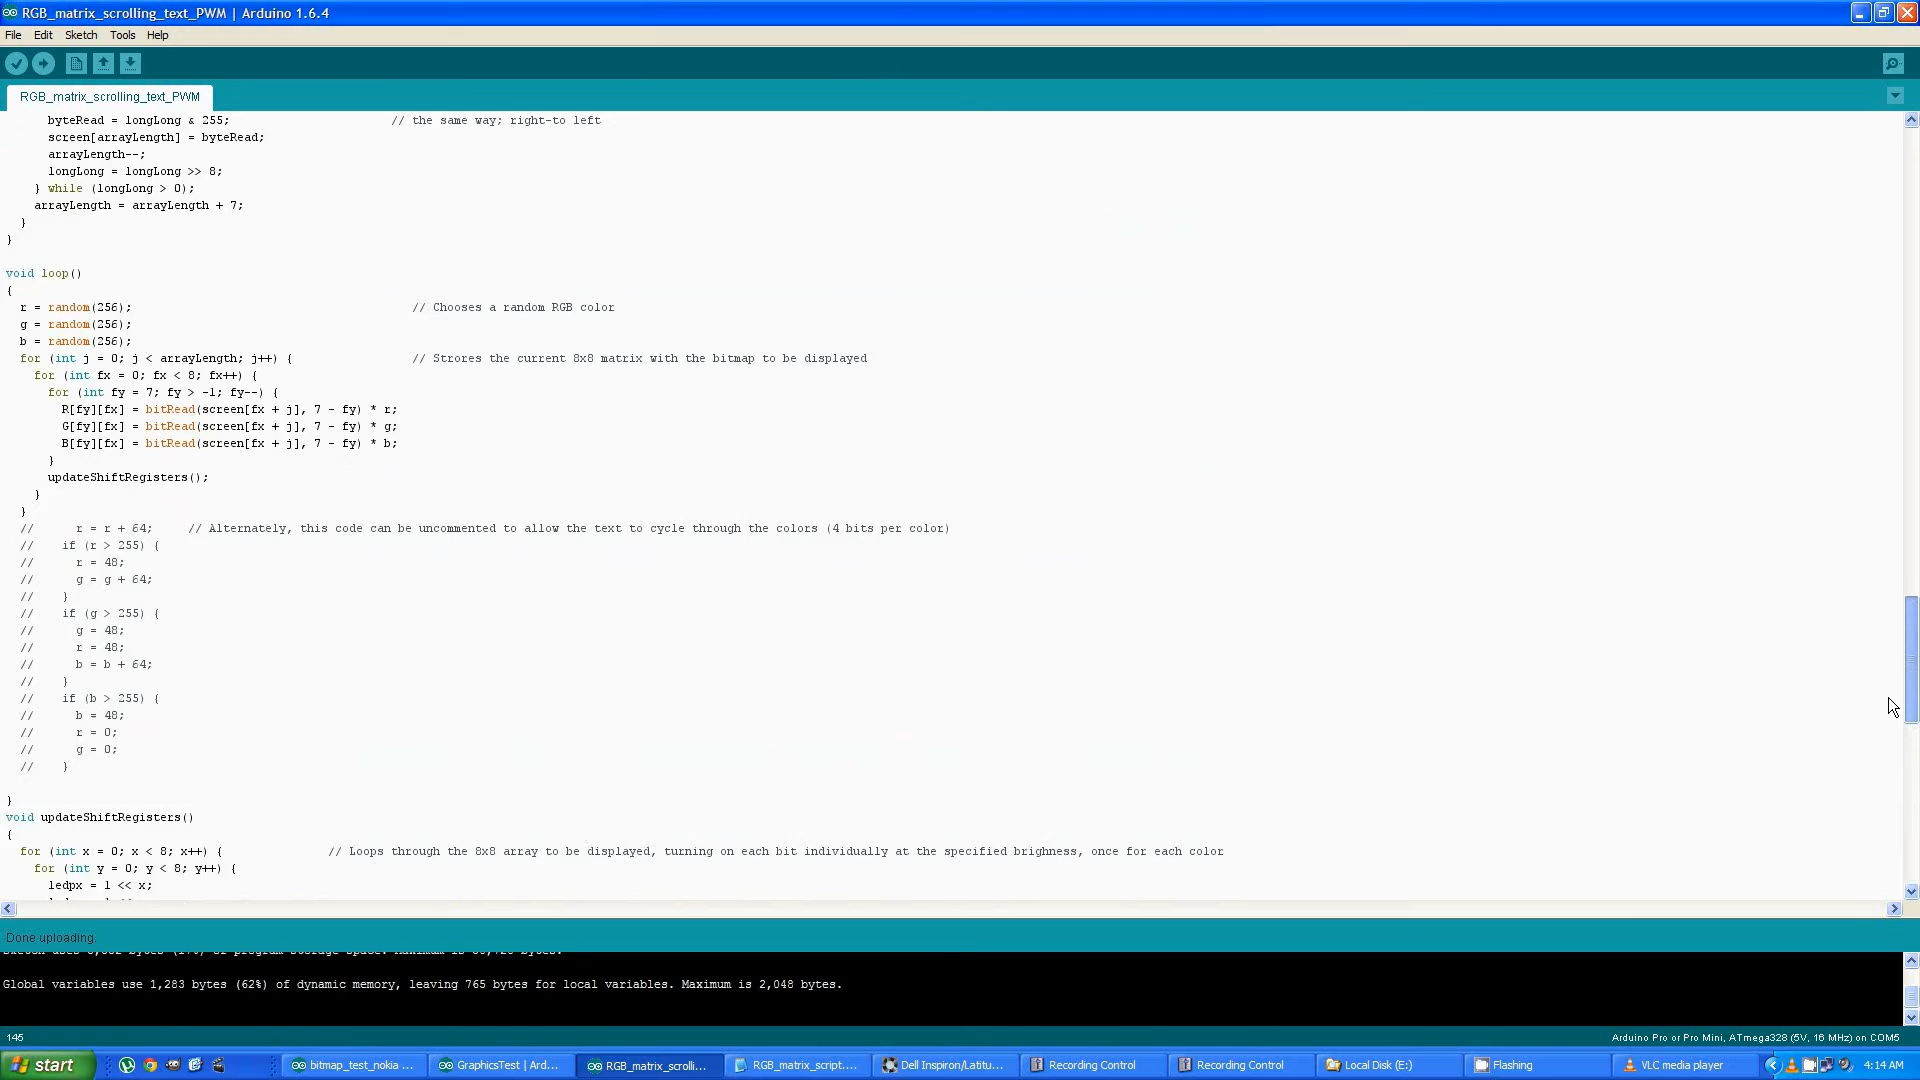 RGB_matrix_scrolling_text_PWM | Arduino 1.6.4
File Edit Sketch Tools Help
RGB_matrix_scrolling_text_PWM
byteRead = longLong & 255; // the same way; right-to left
screen[arrayLength] = byteRead;
arrayLength--;
longLong = longLong >> 8;
} while (longLong > 0);
arrayLength = arrayLength + 7;
}
}
void loop()
{
r = random(256); // Chooses a random RGB color
g = random(256);
b = random(256);
for (int j = 0; j < arrayLength; j++) { // Strores the current 8x8 matrix with the bitmap to be displayed
for (int fx = 0; fx < 8; fx++) {
for (int fy = 7; fy > -1; fy--) {
R[fy][fx] = bitRead(screen[fx + j], 7 - fy) * r;
G[fy][fx] = bitRead(screen[fx + j], 7 - fy) * g;
B[fy][fx] = bitRead(screen[fx + j], 7 - fy) * b;
}
updateShiftRegisters();
}
}
// r = r + 64; // Alternately, this code can be uncommented to allow the text to cycle through the colors (4 bits per color)
// if (r > 255) {
// r = 48;
// g = g + 64;
// }
// if (g > 255) {
// g = 48;
// r = 48;
// b = b + 64;
// }
// if (b > 255) {
// b = 48;
// r = 0;
// g = 0;
// }
}
void updateShiftRegisters()
{
for (int x = 0; x < 8; x++) { // Loops through the 8x8 array to be displayed, turning on each bit individually at the specified brighness, once for each color
for (int y = 0; y < 8; y++) {
ledpx = 1 << x;
Done uploading.
Global variables use 1,283 bytes (62%) of dynamic memory, leaving 765 bytes for local variables. Maximum is 2,048 bytes.
145 Arduino Pro or Pro Mini, ATmega328 (5V, 16 MHz) on COM5
start bitmap_test_nokia ... GraphicsTest | Ard... RGB_matrix_scrolli... RGB_matrix_script.... Dell Inspiron/Latitu... Recording Control Recording Control Local Disk (E:) Flashing VLC media player 4:14 AM